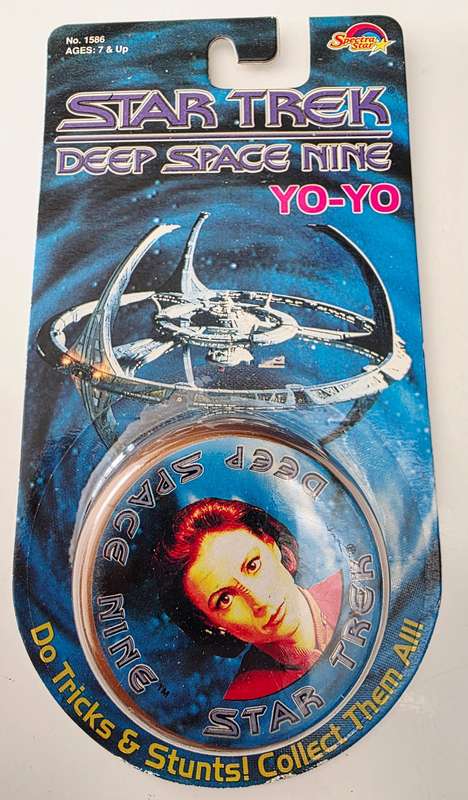 No. 1586
AGES: 7 & Up
Spectra
Star
STAR TREK
DEEP SPACE NINE
YO-YO
DEEP SPACE NINE™
STAR TREK®
Do Tricks & Stunts! Collect Them All!